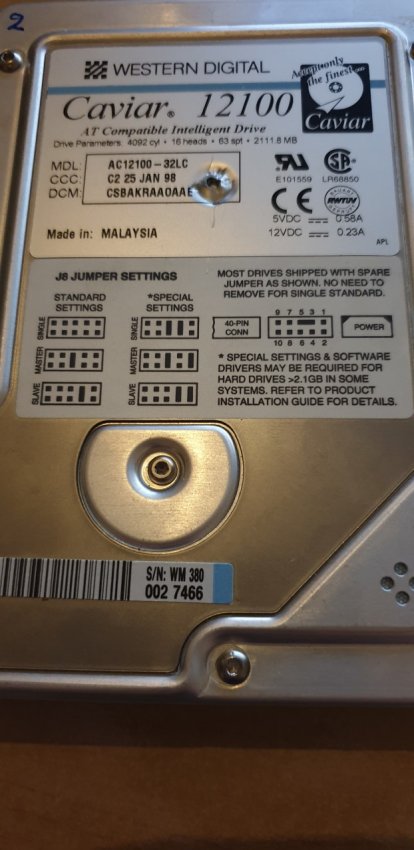 2
WESTERN DIGITAL
Caviar® 12100
Accept only
the finest...
Caviar
AT Compatible Intelligent Drive
Drive Parameters: 4092 cyl • 16 heads • 63 spt • 2111.8 MB
MDL: AC12100-32LC
CCC: C2 25 JAN 98
DCM: CSBAKRAAOAAE
E101559 LR68850
CE
5VDC 0.58A
12VDC 0.23A
Made in: MALAYSIA
APL
J8 JUMPER SETTINGS
STANDARD
SETTINGS
*SPECIAL
SETTINGS
SINGLE
SINGLE
MASTER
MASTER
SLAVE
SLAVE
MOST DRIVES SHIPPED WITH SPARE
JUMPER AS SHOWN. NO NEED TO
REMOVE FOR SINGLE STANDARD.
9 7 5 3 1
40-PIN
CONN
POWER
10 8 6 4 2
* SPECIAL SETTINGS & SOFTWARE
DRIVERS MAY BE REQUIRED FOR
HARD DRIVES >2.1GB IN SOME
SYSTEMS. REFER TO PRODUCT
INSTALLATION GUIDE FOR DETAILS.
S/N: WM 380
002 7466